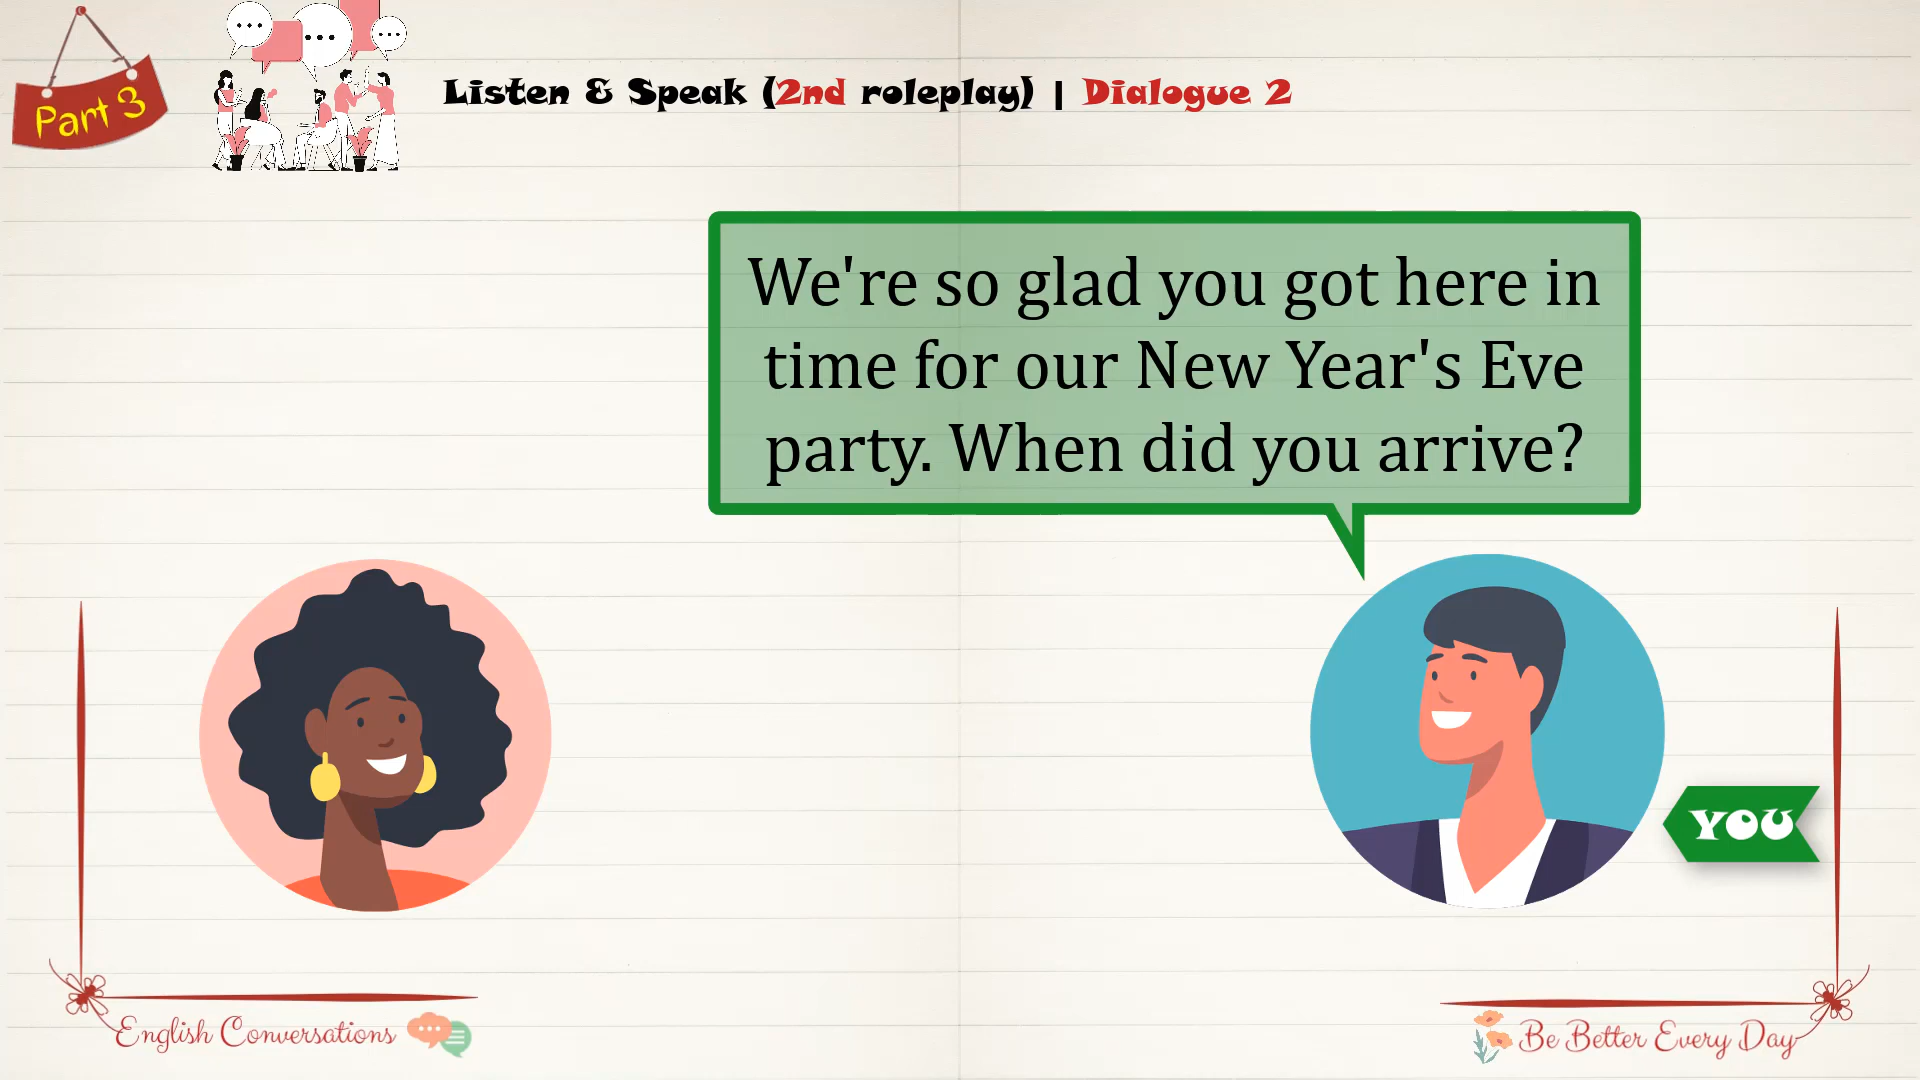 Part 3
Listen & Speak (2nd roleplay) | Dialogue 2
We're so glad you got here in
time for our New Year's Eve
party. When did you arrive?
YOU
English Conversations
Be Better Every Day